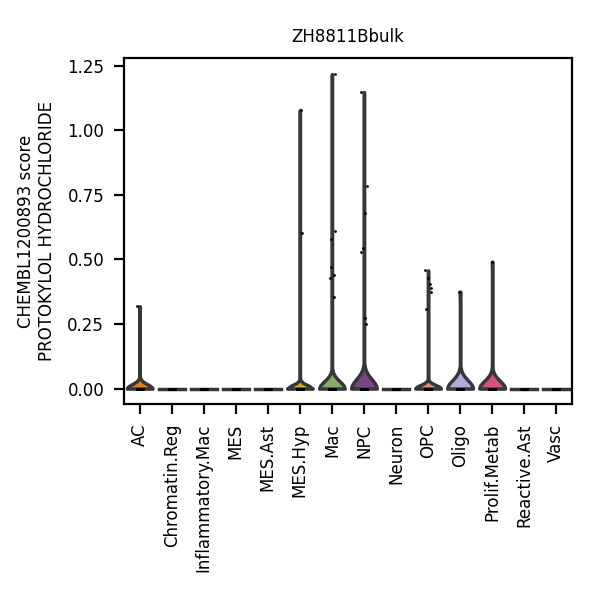 ZH8811Bbulk
CHEMBL1200893 score
PROTOKYLOL HYDROCHLORIDE
1.25
1.00
0.75
0.50
0.25
0.00
AC
Chromatin.Reg
Inflammatory.Mac
MES
MES.Ast
MES.Hyp
Mac
NPC
Neuron
OPC
Oligo
Prolif.Metab
Reactive.Ast
Vasc